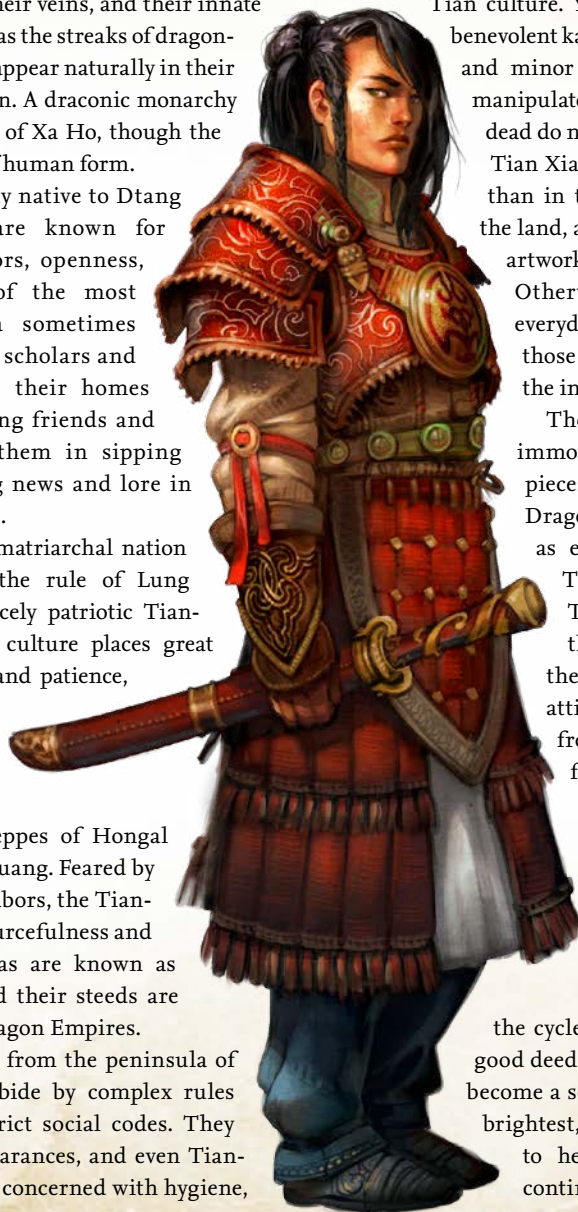 heir veins, and their innate
as the streaks of dragon-
appear naturally in their
n. A draconic monarchy
of Xa Ho, though the
human form.
y native to Dtang
are known for
ors, openness,
of the most
sometimes
scholars and
their homes
ng friends and
them in sipping
g news and lore in
.
matriarchal nation
the rule of Lung
cely patriotic Tian-
culture places great
and patience,
eppes of Hongal
uang. Feared by
bors, the Tian-
urcefulness and
as are known as
d their steeds are
agon Empires.
from the peninsula of
bide by complex rules
rict social codes. They
arances, and even Tian-
concerned with hygiene,
Tian culture. Y
benevolent ka
and minor
manipulate
dead do n
Tian Xia
than in t
the land, a
artwork
Otherw
everyd
those
the in
The
immo
piece
Drago
as e
T
T
th
the
atti
fro
f
the cycle
good deed
become a s
brightest,
to he
contin